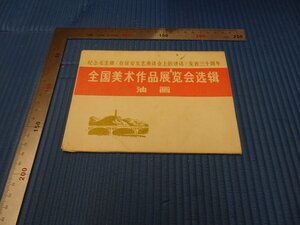 纪念毛主席《在延安文艺座谈会上的讲话》发表三十周年
全国美术作品展览会选辑
油画